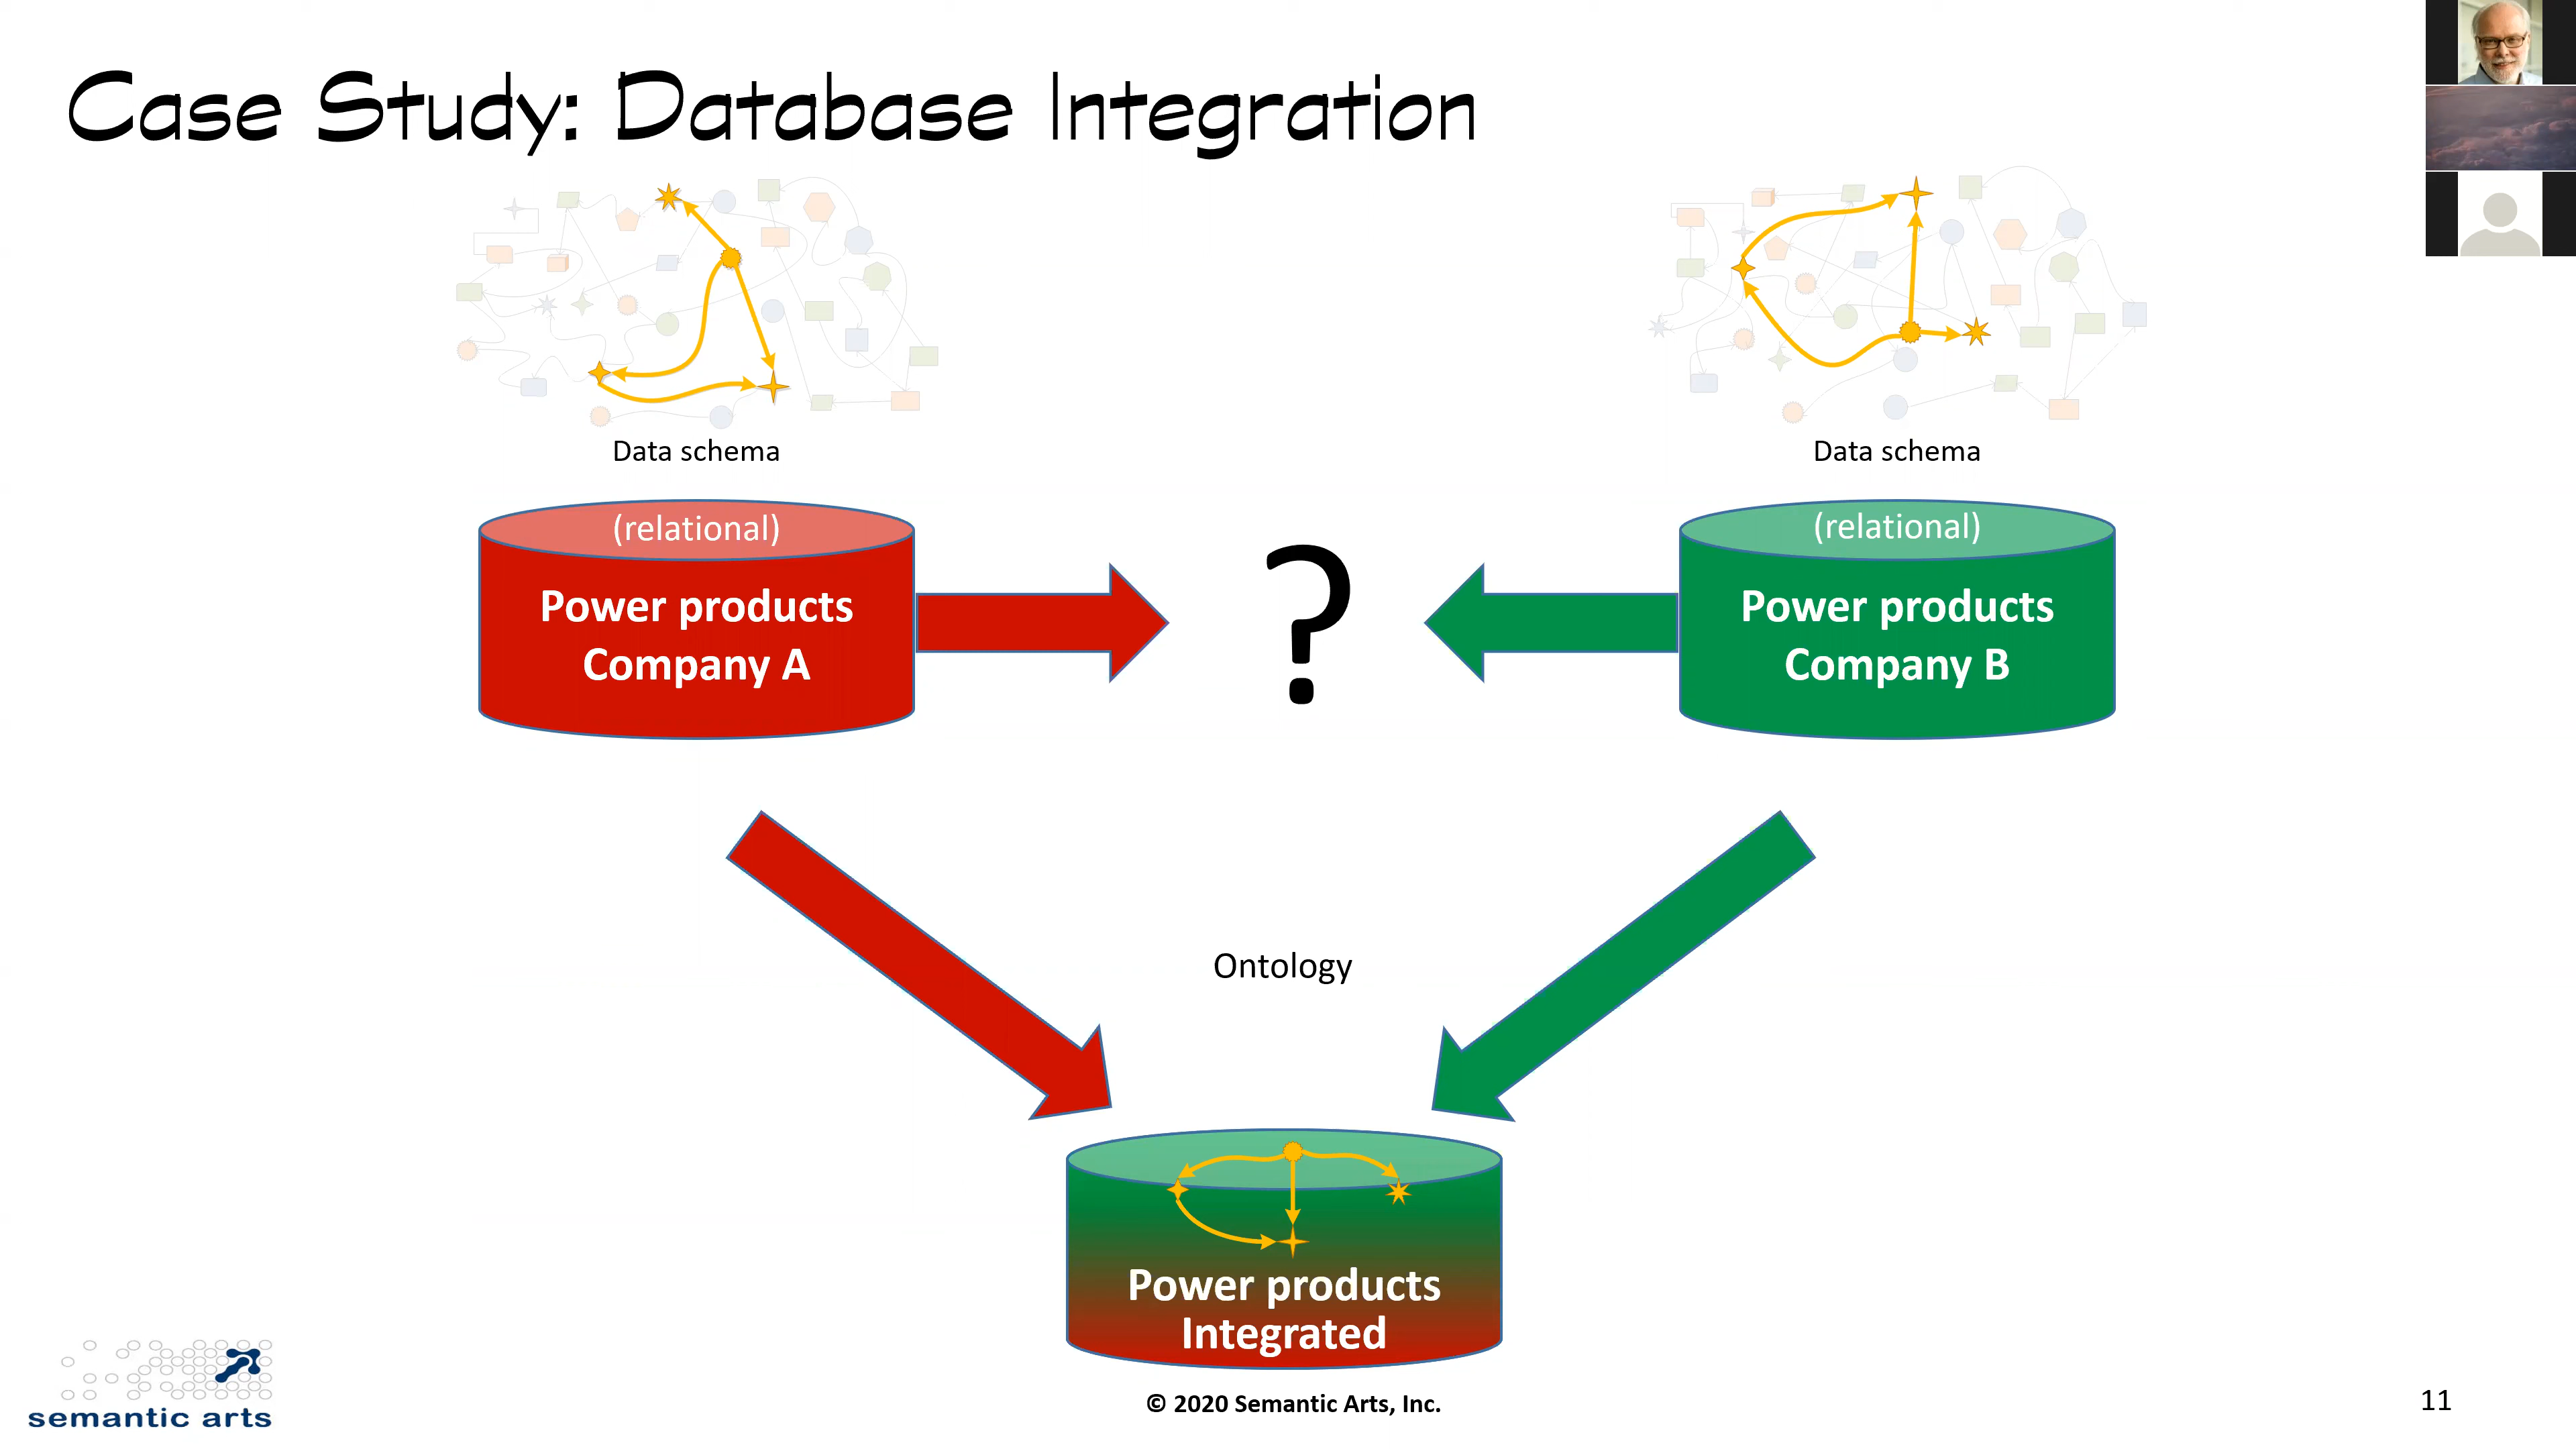 Case Study: Database Integration
Data schema
Data schema
(relational)
Power products
Company A
?
(relational)
Power products
Company B
Ontology
Power products
Integrated
semantic arts
© 2020 Semantic Arts, Inc.
11